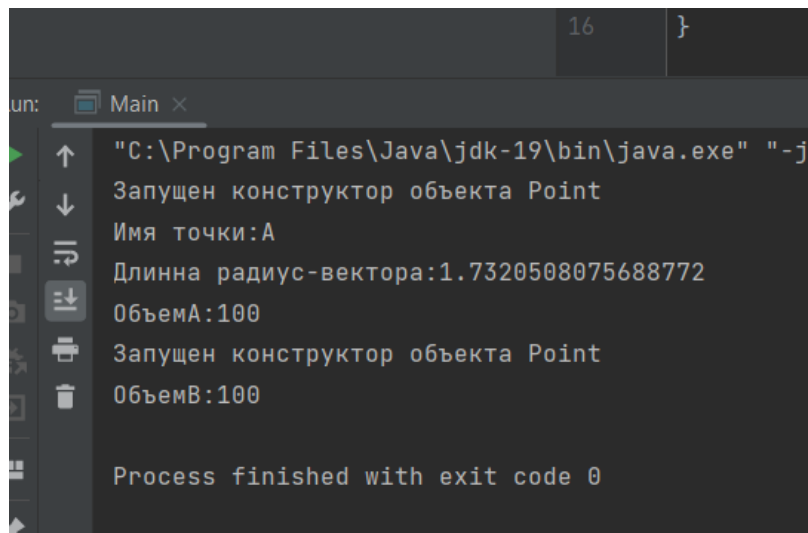 16 }
un: Main ×
"C:\Program Files\Java\jdk-19\bin\java.exe" "-j
Запущен конструктор объекта Point
Имя точки:A
Длинна радиус-вектора:1.7320508075688772
ОбъемA:100
Запущен конструктор объекта Point
ОбъемB:100
Process finished with exit code 0